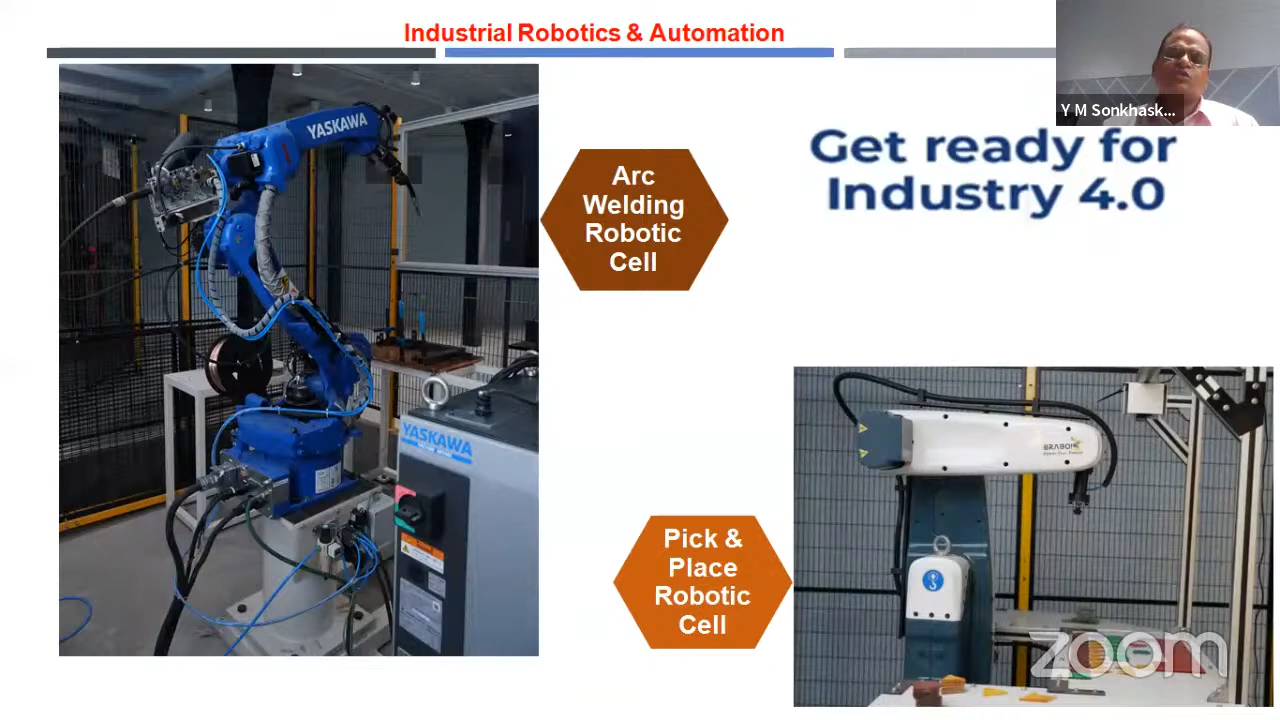 Industrial Robotics & Automation
Y M Sonkhask...
Get ready for
Industry 4.0
YASKAWA
Arc
Welding
Robotic
Cell
YASKAWA
Pick &
Place
Robotic
Cell
zoom